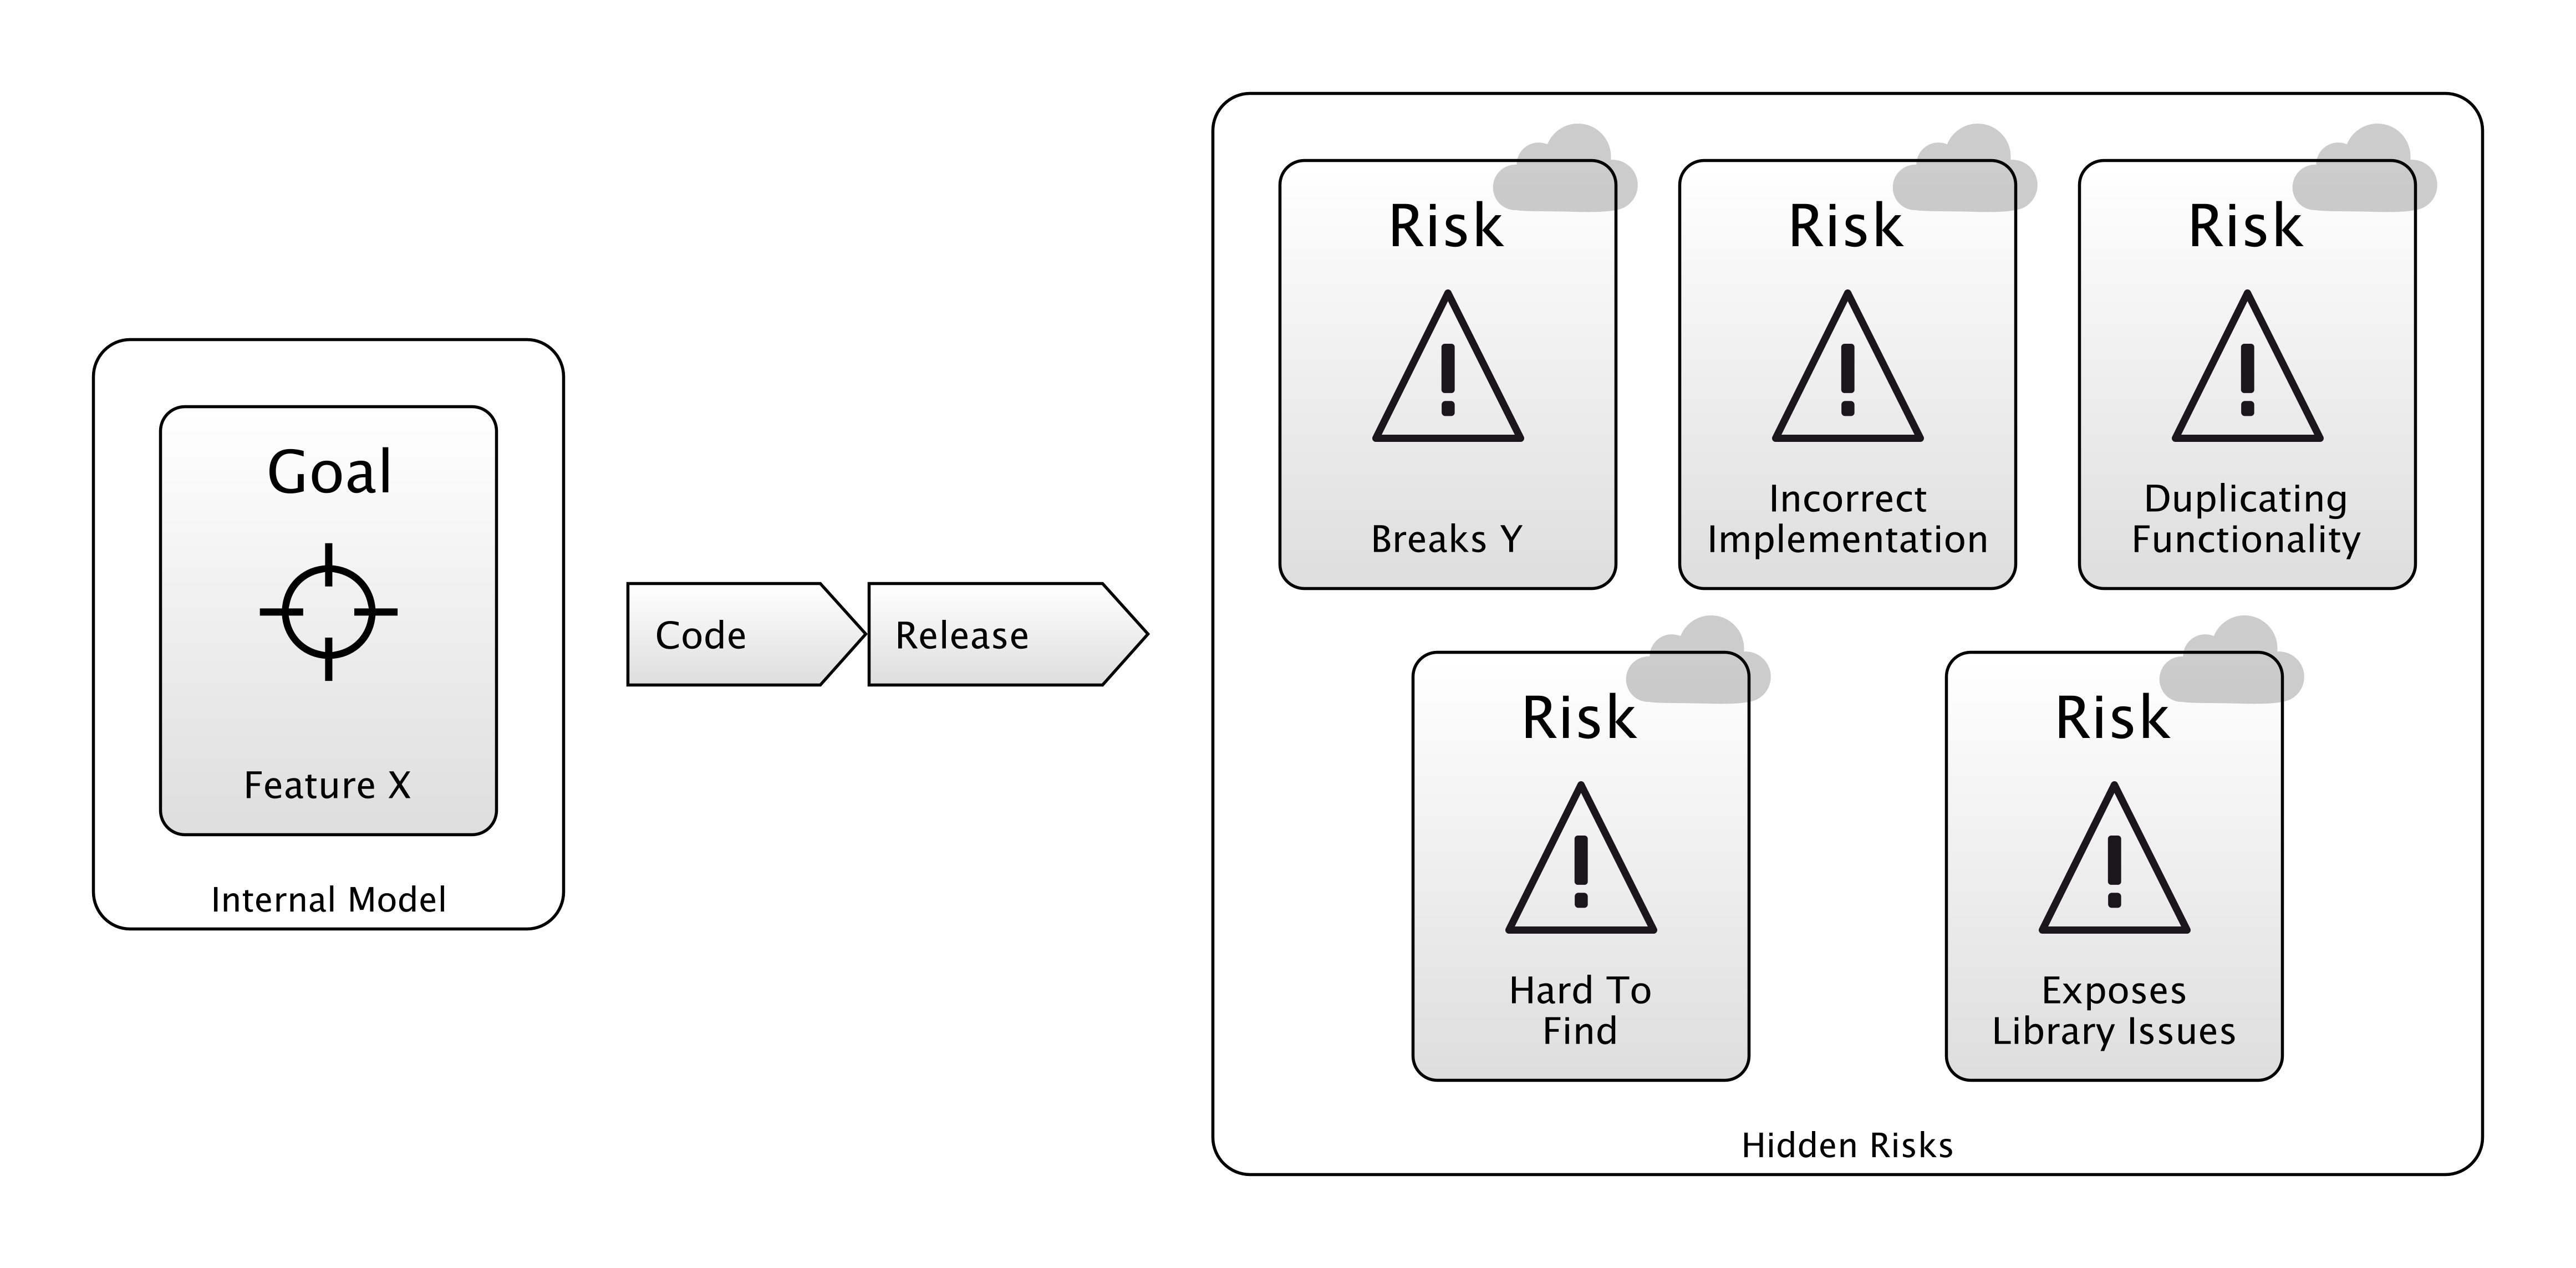 Goal
Feature X
Internal Model
Code
Release
Risk
Breaks Y
Risk
Incorrect
Implementation
Risk
Duplicating
Functionality
Risk
Hard To
Find
Risk
Exposes
Library Issues
Hidden Risks